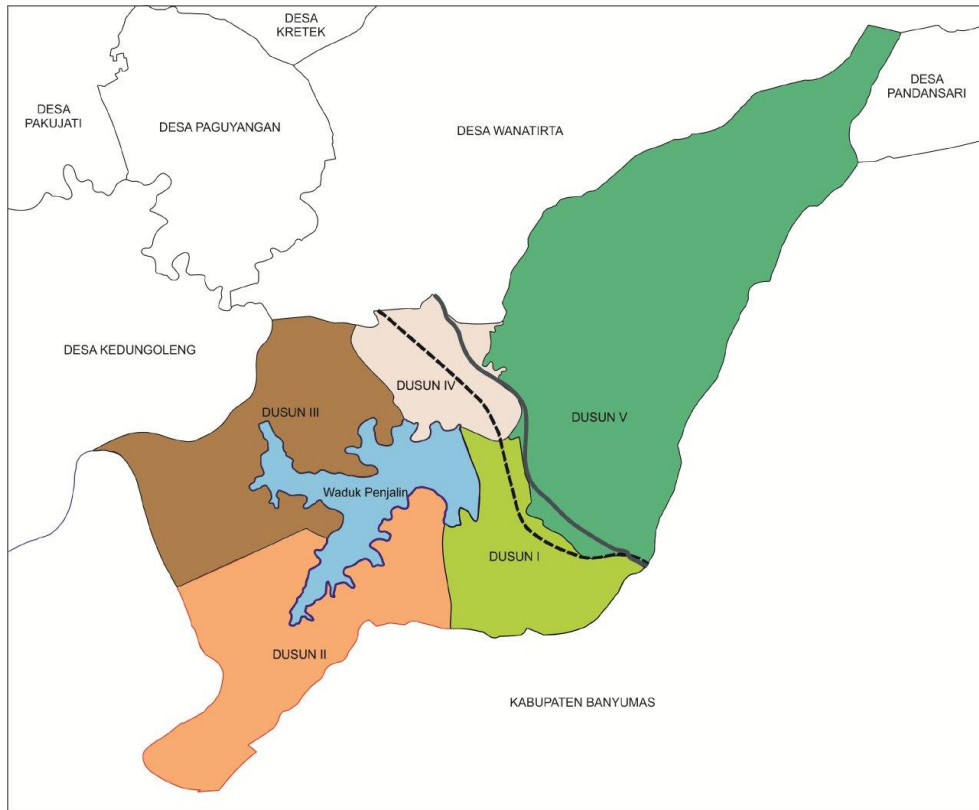 DESA
KRETEK
DESA
PANDANSARI
DESA
PAKUJATI
DESA PAGUYANGAN
DESA WANATIRTA
DESA KEDUNGOLENG
DUSUN IV
DUSUN III
DUSUN V
Waduk Penjalin
DUSUN I
DUSUN II
KABUPATEN BANYUMAS